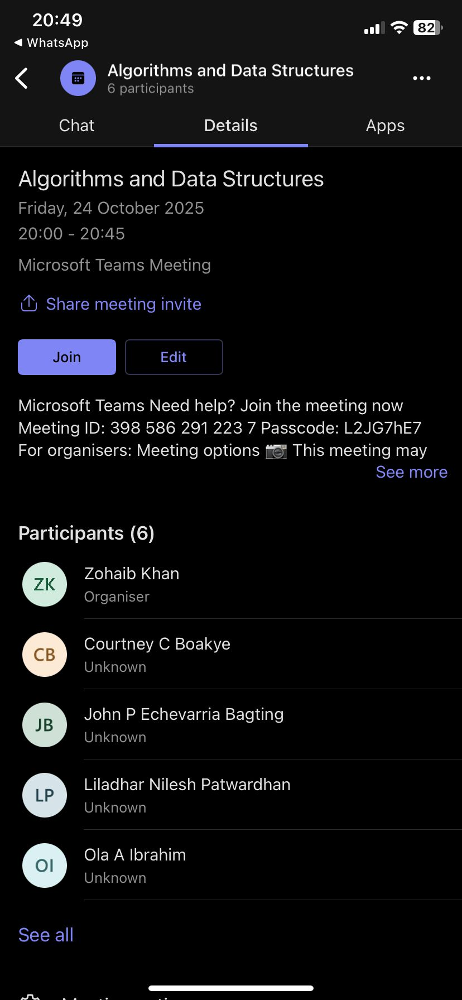 20:49
82
◀ WhatsApp
Algorithms and Data Structures
6 participants
Chat
Details
Apps
Algorithms and Data Structures
Friday, 24 October 2025
20:00 - 20:45
Microsoft Teams Meeting
Share meeting invite
Join
Edit
Microsoft Teams Need help? Join the meeting now
Meeting ID: 398 586 291 223 7 Passcode: L2JG7hE7
For organisers: Meeting options 📷 This meeting may
See more
Participants (6)
ZK
Zohaib Khan
Organiser
CB
Courtney C Boakye
Unknown
JB
John P Echevarria Bagting
Unknown
LP
Liladhar Nilesh Patwardhan
Unknown
OI
Ola A Ibrahim
Unknown
See all